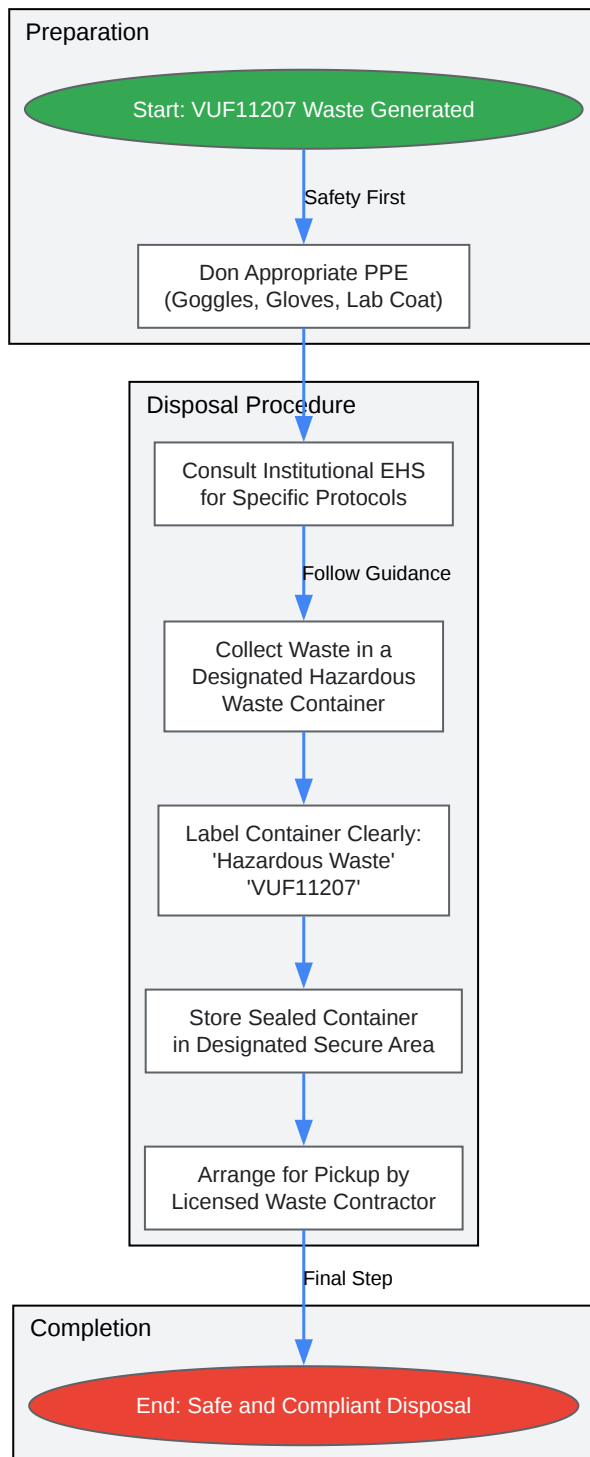 Preparation
Start: VUF11207 Waste Generated
Safety First
Don Appropriate PPE
(Goggles, Gloves, Lab Coat)
Disposal Procedure
Consult Institutional EHS
for Specific Protocols
Follow Guidance
Collect Waste in a
Designated Hazardous
Waste Container
Label Container Clearly:
'Hazardous Waste'
'VUF11207'
Store Sealed Container
in Designated Secure Area
Arrange for Pickup by
Licensed Waste Contractor
Final Step
Completion
End: Safe and Compliant Disposal